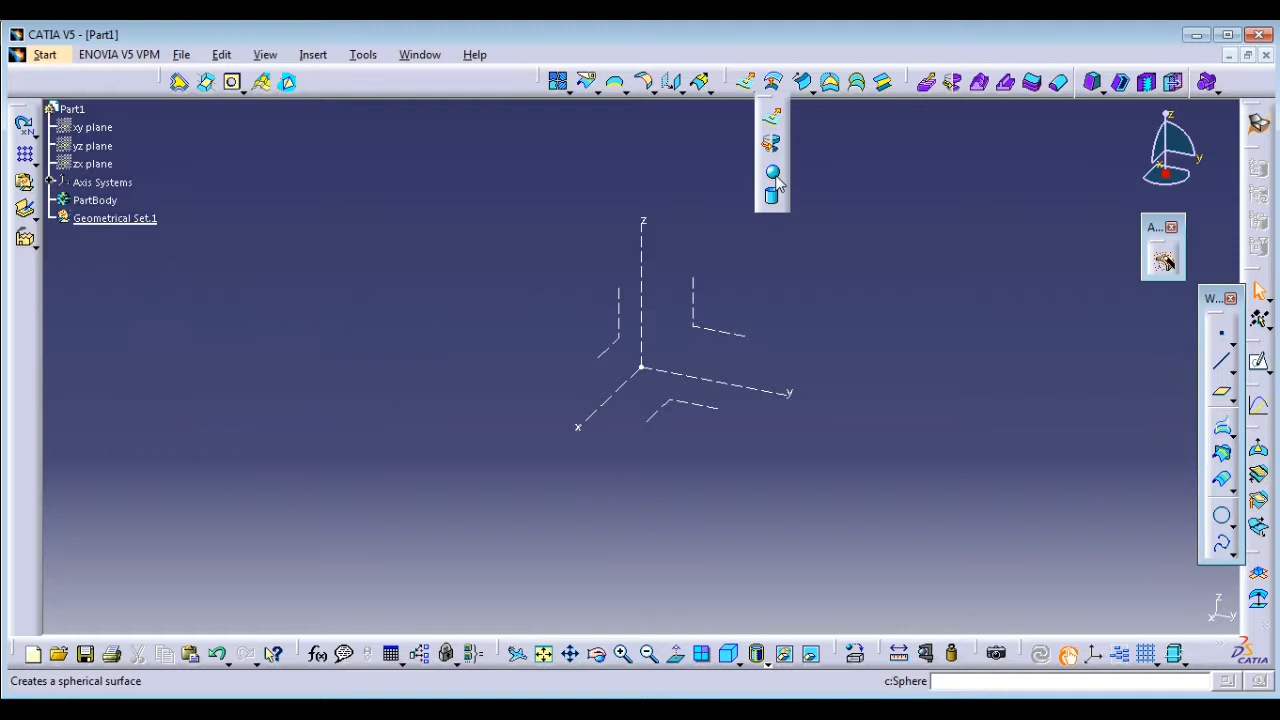 CATIA V5 - [Part1]
Start ENOVIA V5 VPM File Edit View Insert Tools Window Help
Part1
xy plane
yz plane
zx plane
Axis Systems
PartBody
Geometrical Set.1
z
y
x
z
y
A...
W...
z
x y
f(x)
CATIA
Creates a spherical surface
c:Sphere